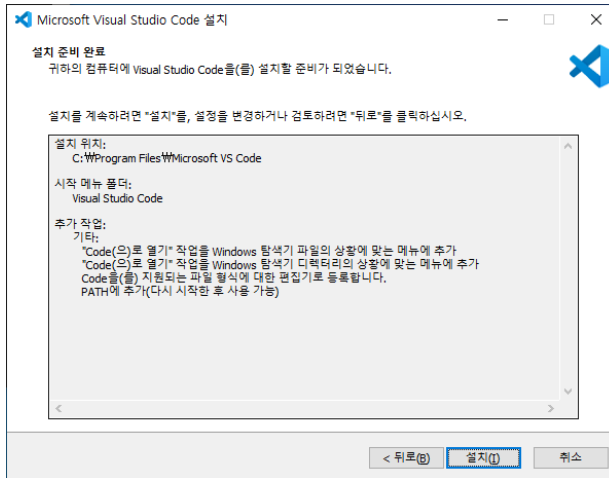 Microsoft Visual Studio Code 설치
설치 준비 완료
귀하의 컴퓨터에 Visual Studio Code을(를) 설치할 준비가 되었습니다.
설치를 계속하려면 "설치"를, 설정을 변경하거나 검토하려면 "뒤로"를 클릭하십시오.
설치 위치:
C:₩Program Files₩Microsoft VS Code
시작 메뉴 폴더:
Visual Studio Code
추가 작업:
기타:
"Code(으)로 열기" 작업을 Windows 탐색기 파일의 상황에 맞는 메뉴에 추가
"Code(으)로 열기" 작업을 Windows 탐색기 디렉터리의 상황에 맞는 메뉴에 추가
Code을(를) 지원되는 파일 형식에 대한 편집기로 등록합니다.
PATH에 추가(다시 시작한 후 사용 가능)
< 뒤로(B) 설치(I) 취소